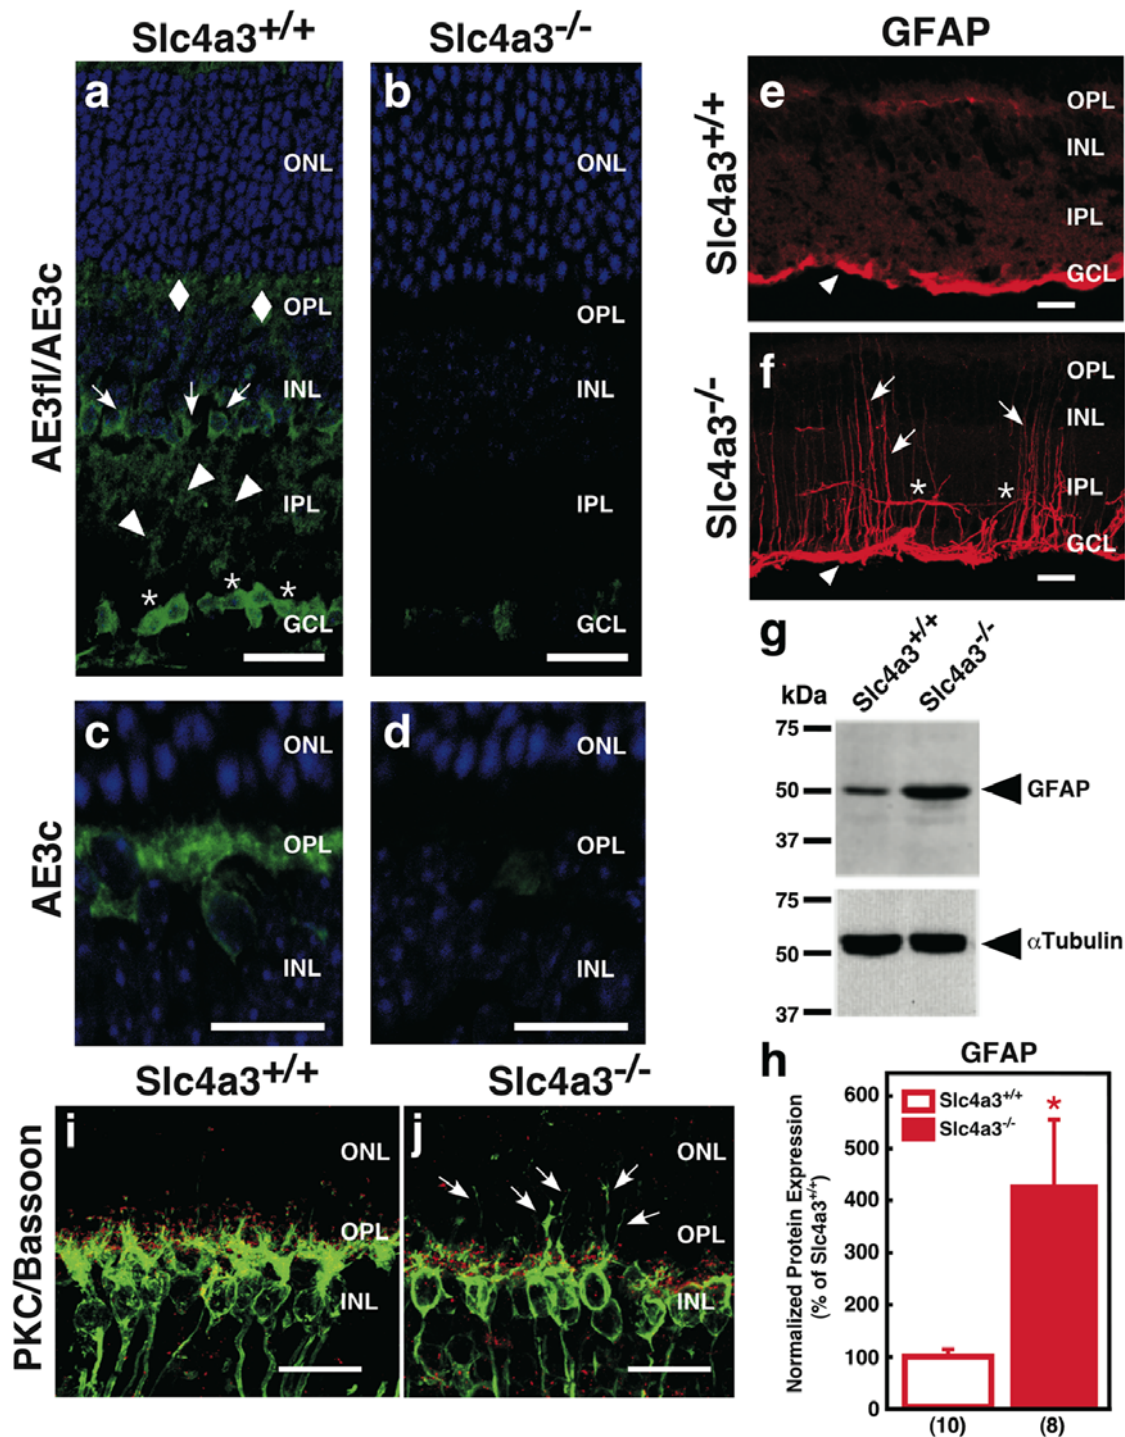 Slc4a3+/+
Slc4a3-/-
GFAP
AE3fl/AE3c
a
ONL
OPL
INL
IPL
GCL
* * *
b
ONL
OPL
INL
IPL
GCL
Slc4a3+/+
e
OPL
INL
IPL
GCL
Slc4a3-/-
f
OPL
INL
IPL
GCL
* *
AE3c
c
ONL
OPL
INL
d
ONL
OPL
INL
g
Slc4a3+/+
Slc4a3-/-
kDa
75
50
37
GFAP
75
50
37
αTubulin
Slc4a3+/+
Slc4a3-/-
PKC/Bassoon
i
ONL
OPL
INL
j
ONL
OPL
INL
h
GFAP
Normalized Protein Expression
(% of Slc4a3+/+)
600
500
400
300
200
100
0
Slc4a3+/+
Slc4a3-/-
*
(10)
(8)